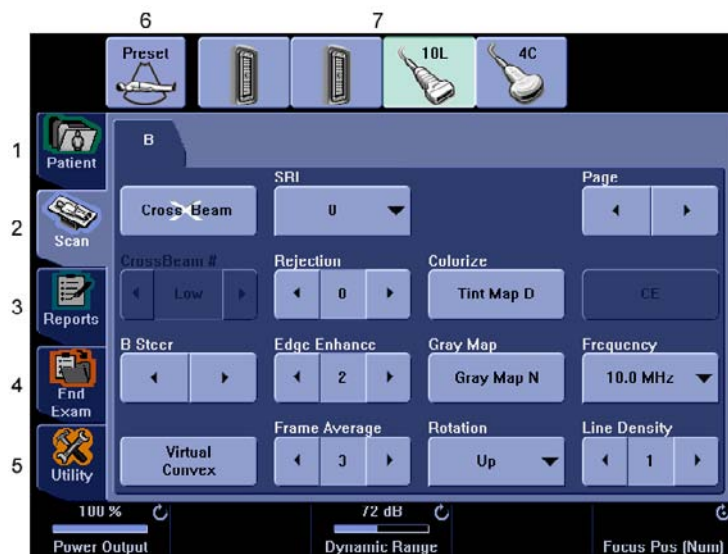 6 7
Preset 10L 4C
1
Patient
B
SRI Page
2
Scan
Cross Beam 0
CrossBeam # Rejection Colorize
3
Reports
Low 0 Tint Map D CE
B Steer Edge Enhance Gray Map Frequency
4
End
Exam
2 Gray Map N 10.0 MHz
Frame Average Rotation Line Density
5
Utility
Virtual
Convex
3 Up 1
100 % 72 dB
Power Output Dynamic Range Focus Pos (Num)